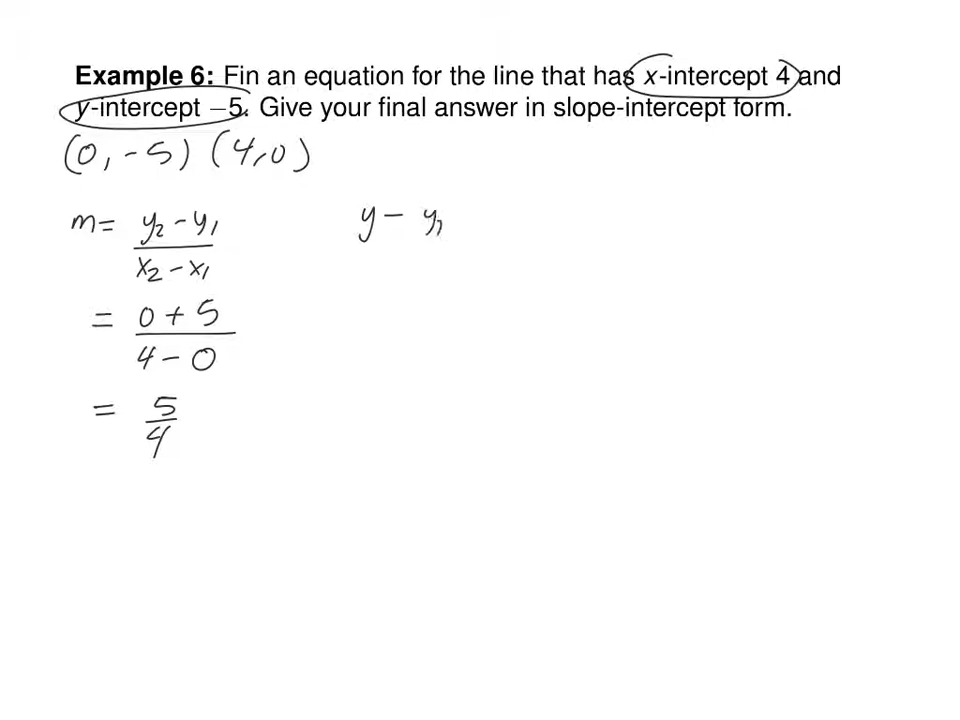 Example 6: Fin an equation for the line that has x-intercept 4 and
y-intercept −5. Give your final answer in slope-intercept form.
(0, -5) (4,0)
m= y₂ - y₁
x₂ - x₁
= 0 + 5
4 - 0
= 5
4
y - y₁